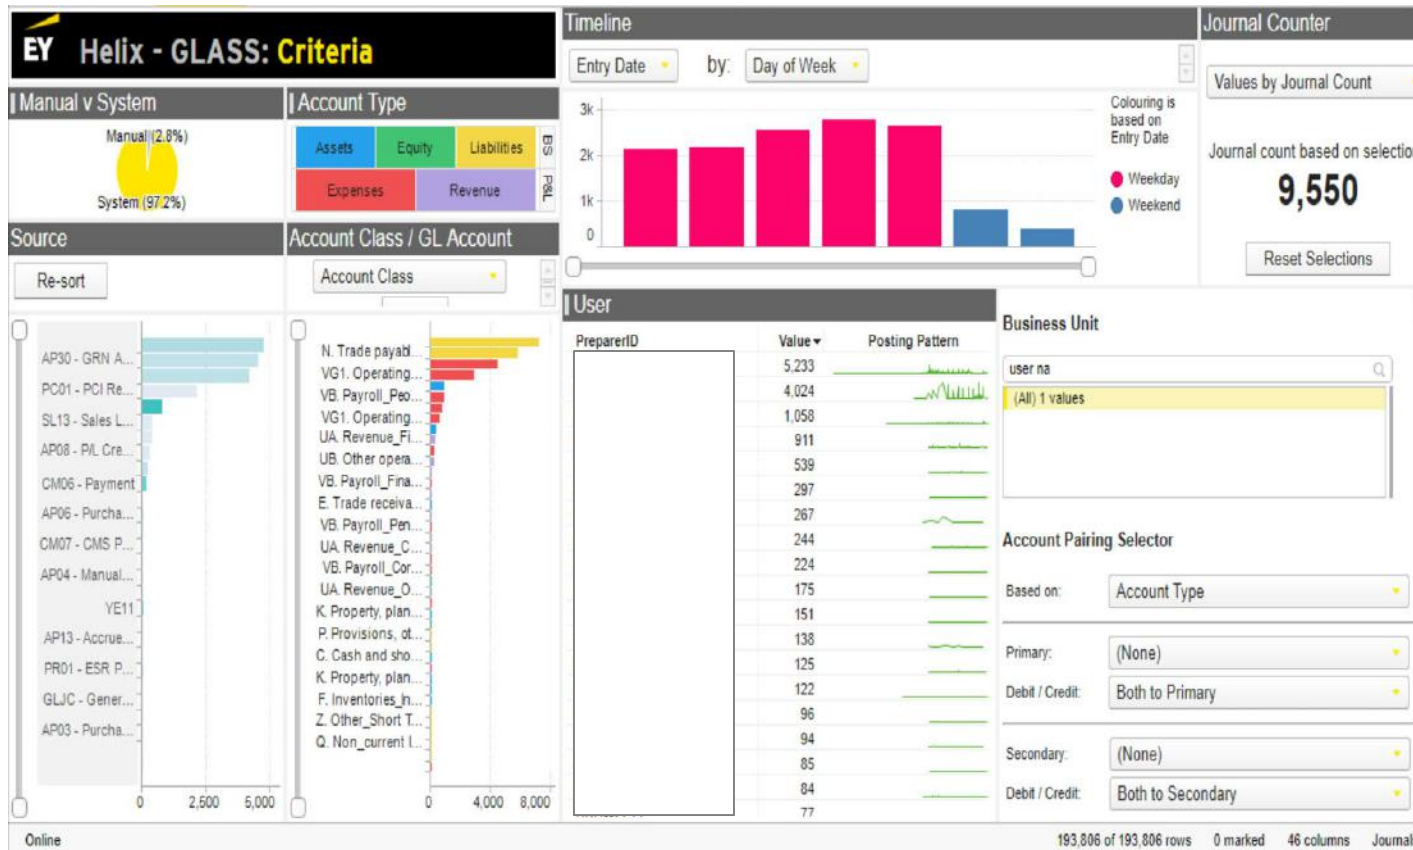 EY Helix - GLASS: Criteria
Manual v System
Manual (2.8%)
System (97.2%)
Account Type
Assets Equity Liabilities BS
Expenses Revenue P&L
Source
Re-sort
AP30 - GRN A...
PC01 - PCI Re...
SL13 - Sales L...
AP08 - P/L Cre...
CM06 - Payment
AP06 - Purcha...
CM07 - CMS P...
AP04 - Manual...
YE11
AP13 - Accrue...
PR01 - ESR P...
GLJC - Gener...
AP03 - Purcha...
0 2,500 5,000
Account Class / GL Account
Account Class
N. Trade payabl...
VG1. Operating...
VB. Payroll_Peo...
VG1. Operating...
UA. Revenue_Fi...
UB. Other opera...
VB. Payroll_Fina...
E. Trade receiva...
VB. Payroll_Pen...
UA. Revenue_C...
VB. Payroll_Cor...
UA. Revenue_O...
K. Property, plan...
P. Provisions, ot...
C. Cash and sho...
K. Property, plan...
F. Inventories_In...
Z. Other_Short T...
Q. Non_current l...
0 4,000 8,000
Timeline
Entry Date by: Day of Week
3k
2k
1k
0
Colouring is
based on
Entry Date
Weekday
Weekend
Journal Counter
Values by Journal Count
Journal count based on selectio
9,550
Reset Selections
User
PreparerID Value Posting Pattern
5,233
4,024
1,058
911
539
297
267
244
224
175
151
138
125
122
96
94
85
84
77
Business Unit
user na
(All) 1 values
Account Pairing Selector
Based on: Account Type
Primary: (None)
Debit / Credit: Both to Primary
Secondary: (None)
Debit / Credit: Both to Secondary
Online 193,806 of 193,806 rows 0 marked 46 columns Journal